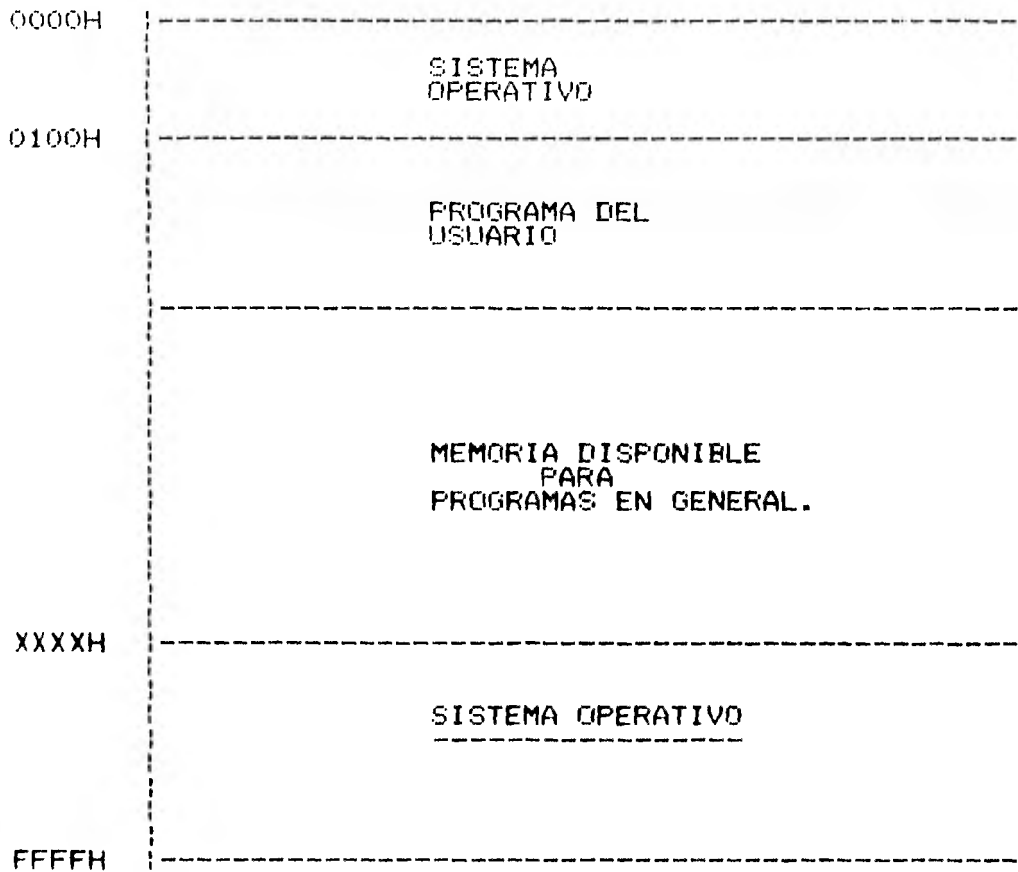 0000H
SISTEMA
OPERATIVO
0100H
PROGRAMA DEL
USUARIO
MEMORIA DISPONIBLE
PARA
PROGRAMAS EN GENERAL.
XXXXH
SISTEMA OPERATIVO
FFFFH